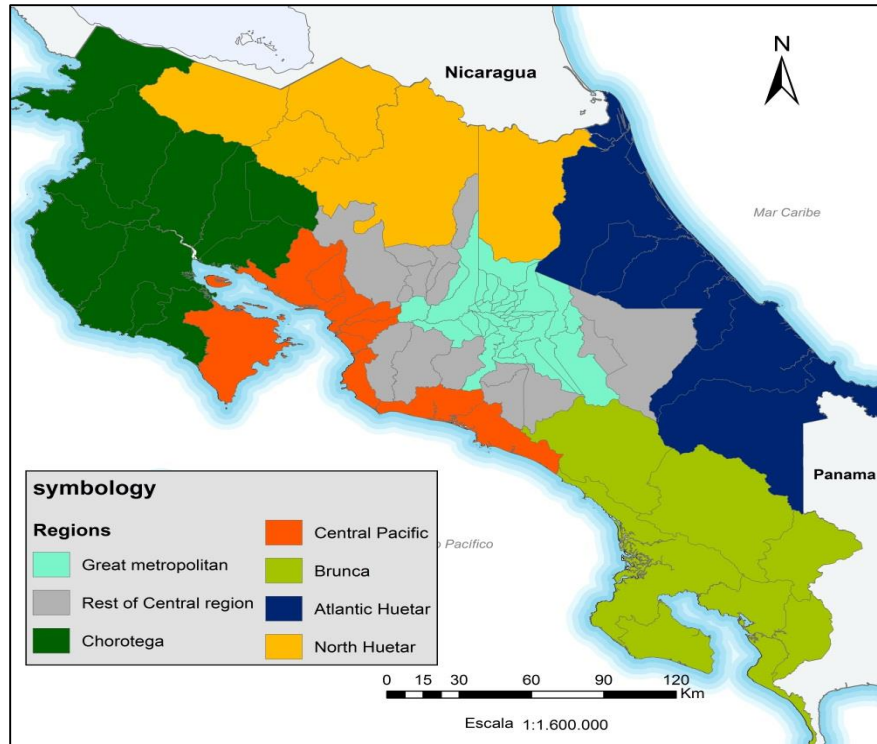 N
Nicaragua
Mar Caribe
Panama
o Pacífico
symbology
Regions
Great metropolitan
Rest of Central region
Chorotega
Central Pacific
Brunca
Atlantic Huetar
North Huetar
0 15 30 60 90 120
Km
Escala 1:1.600.000